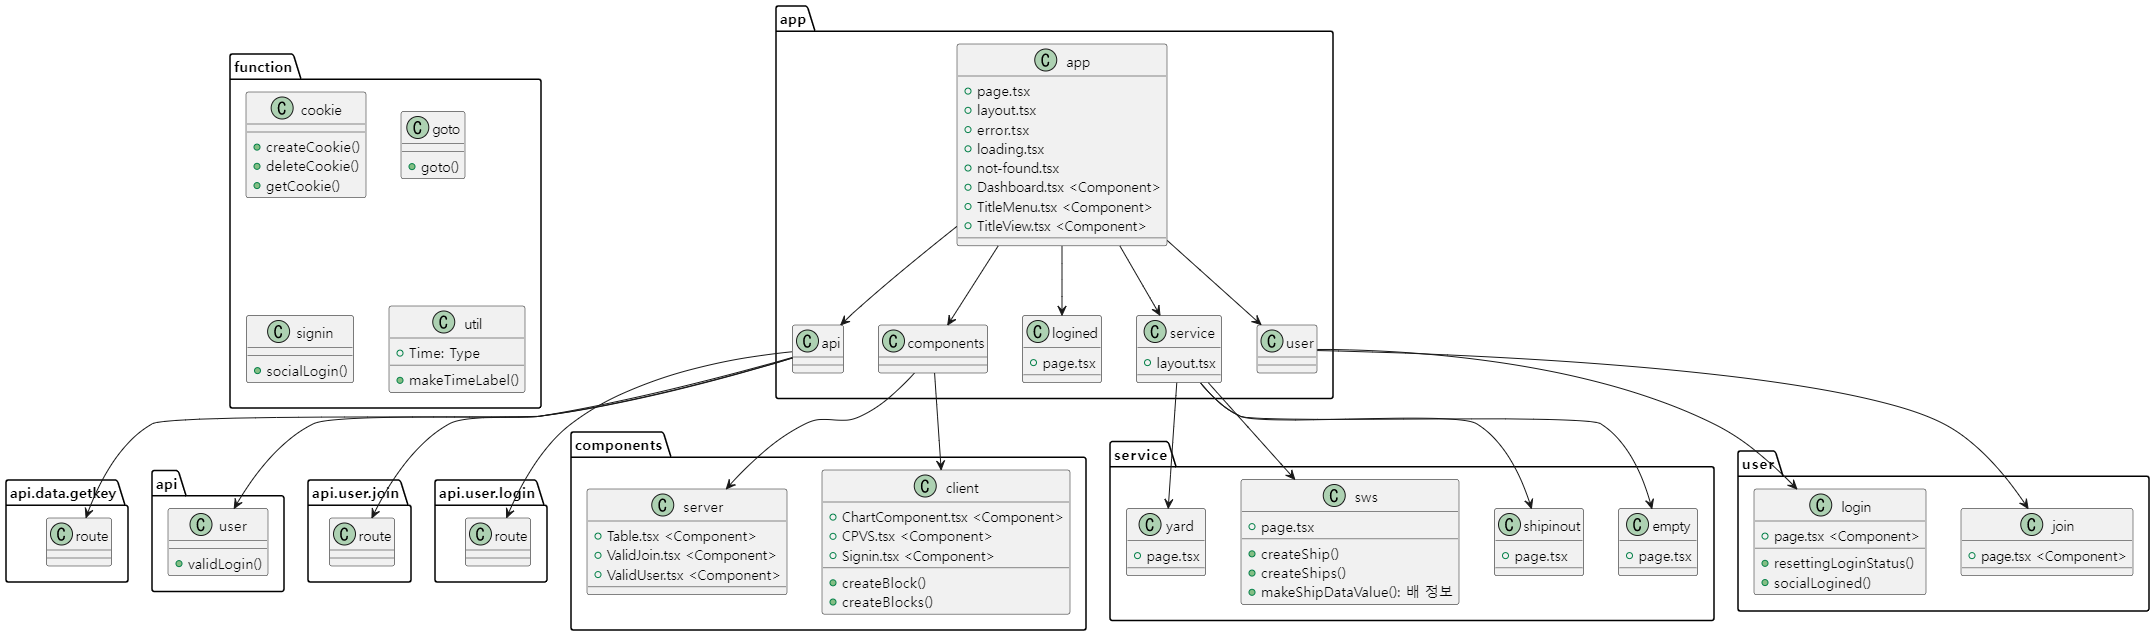 app
C app
page.tsx
layout.tsx
error.tsx
loading.tsx
not-found.tsx
Dashboard.tsx <Component>
TitleMenu.tsx <Component>
TitleView.tsx <Component>
C api
C components
C logined
page.tsx
C service
layout.tsx
C user
function
C cookie
createCookie()
deleteCookie()
getCookie()
C goto
goto()
C signin
socialLogin()
C util
Time: Type
makeTimeLabel()
api.data.getkey
C route
api
C user
validLogin()
api.user.join
C route
api.user.login
C route
components
C server
Table.tsx <Component>
ValidJoin.tsx <Component>
ValidUser.tsx <Component>
C client
ChartComponent.tsx <Component>
CPVS.tsx <Component>
Signin.tsx <Component>
createBlock()
createBlocks()
service
C yard
page.tsx
C sws
page.tsx
createShip()
createShips()
makeShipDataValue(): 배 정보
C shipinout
page.tsx
C empty
page.tsx
user
C login
page.tsx <Component>
resettingLoginStatus()
socialLogined()
C join
page.tsx <Component>